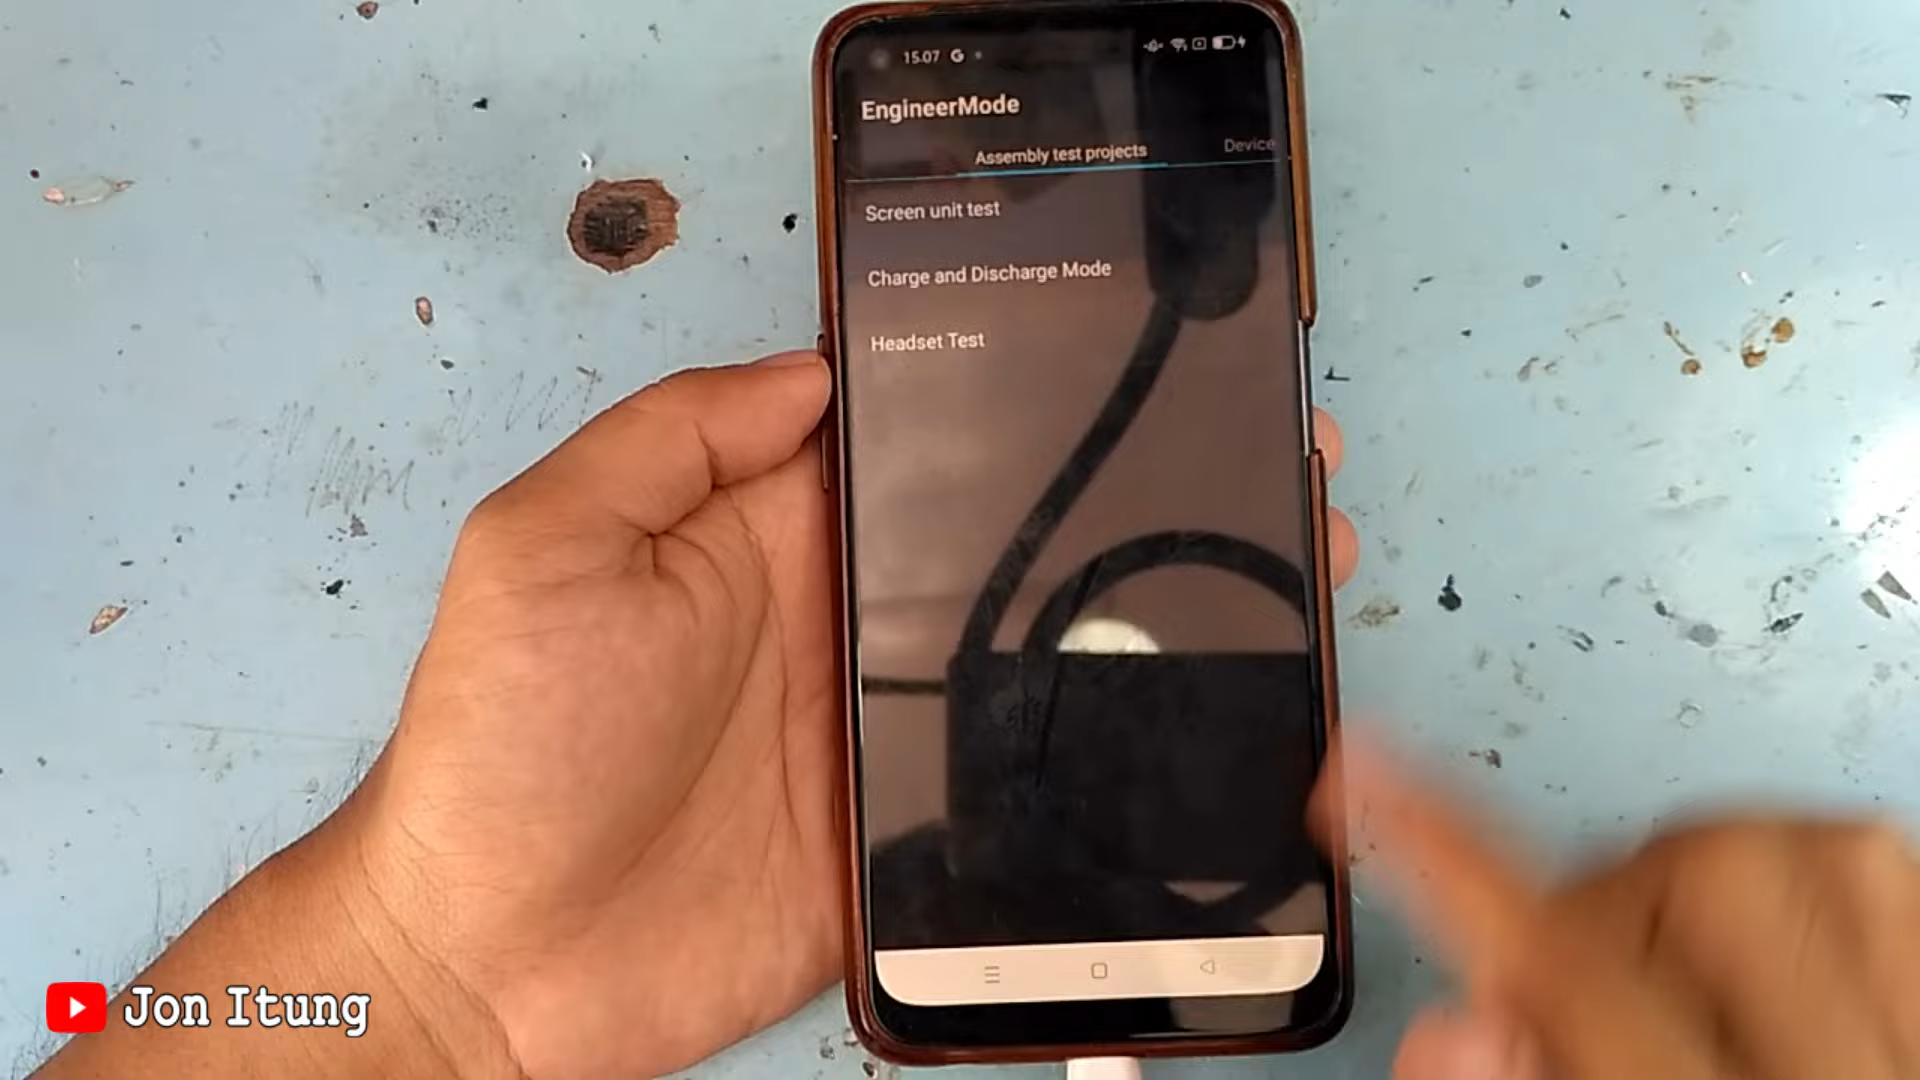 15.07 G
EngineerMode
Assembly test projects
Device
Screen unit test
Charge and Discharge Mode
Headset Test
Jon Itung